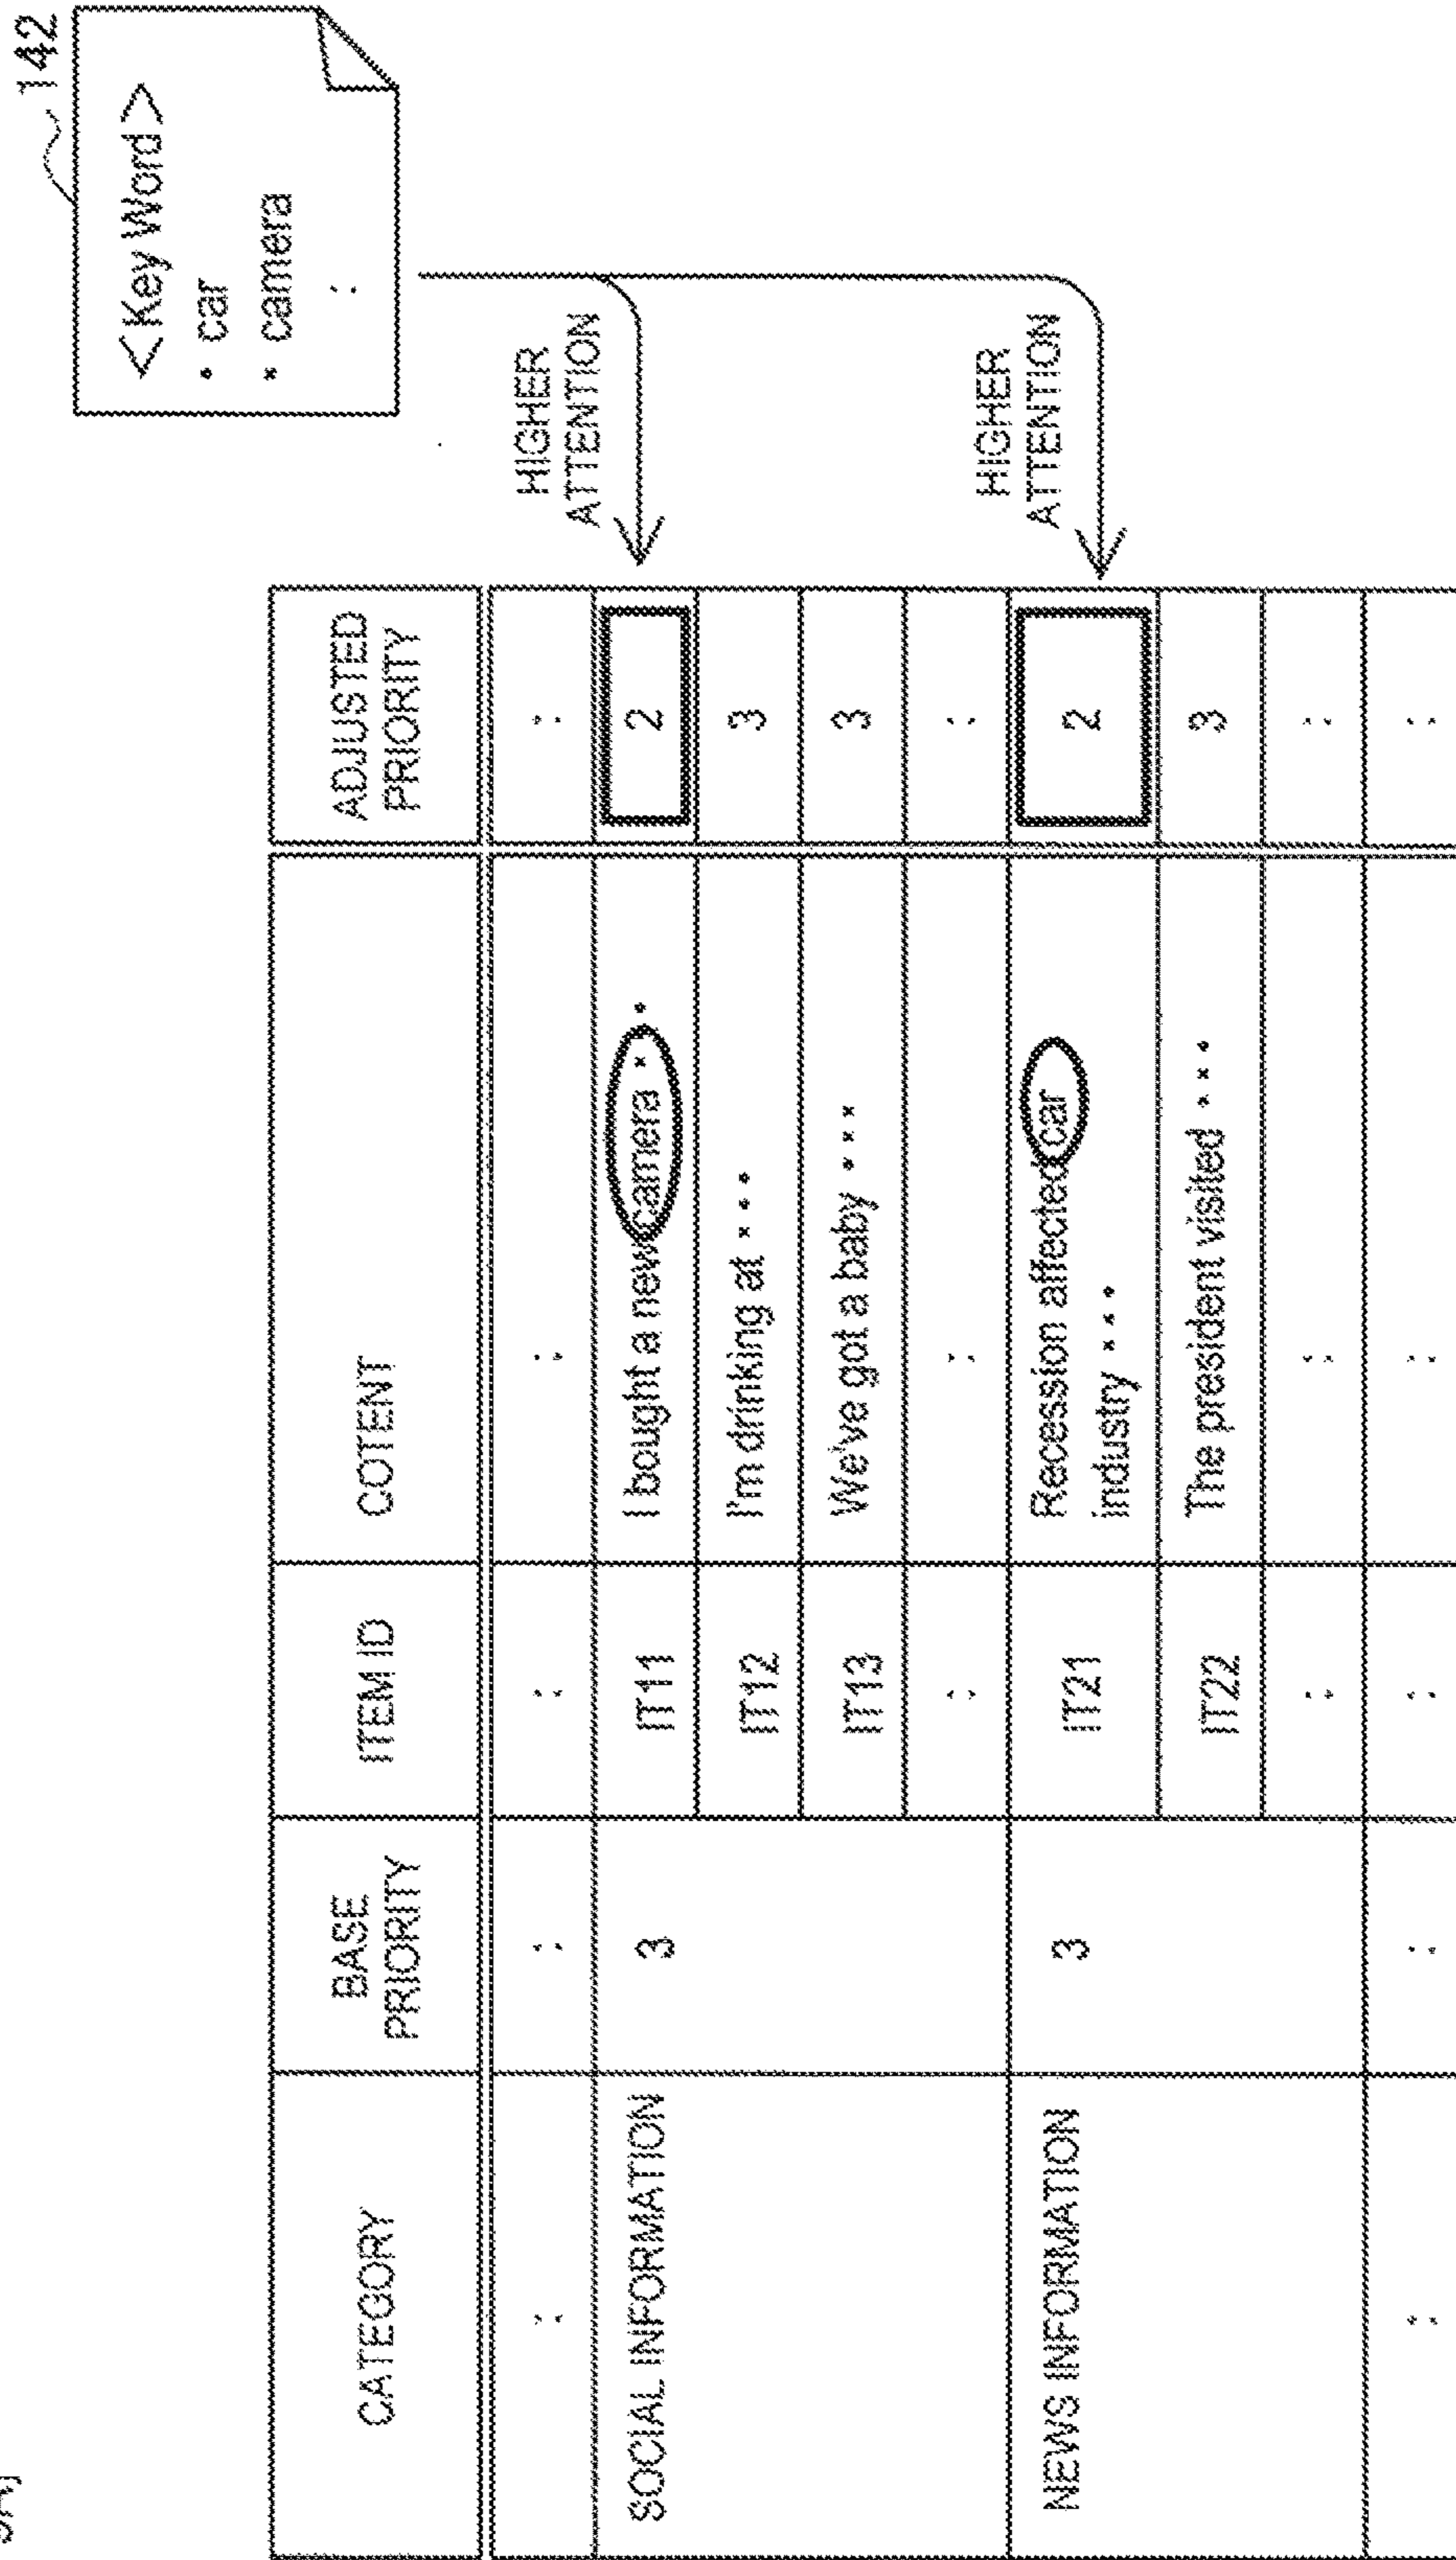 9A]
142
<Key Word>
• car
• camera
:
CATEGORY
BASE
PRIORITY
ITEM ID
COTENT
ADJUSTED
PRIORITY
: : : : :
SOCIAL INFORMATION
3
IT11
I bought a new camera • • •
2
HIGHER
ATTENTION
IT12
I'm drinking at • • •
3
IT13
We've got a baby • • •
3
: : :
NEWS INFORMATION
3
IT21
Recession affected car
industry • • •
2
HIGHER
ATTENTION
IT22
The president visited • • •
3
: : :
: : : : :